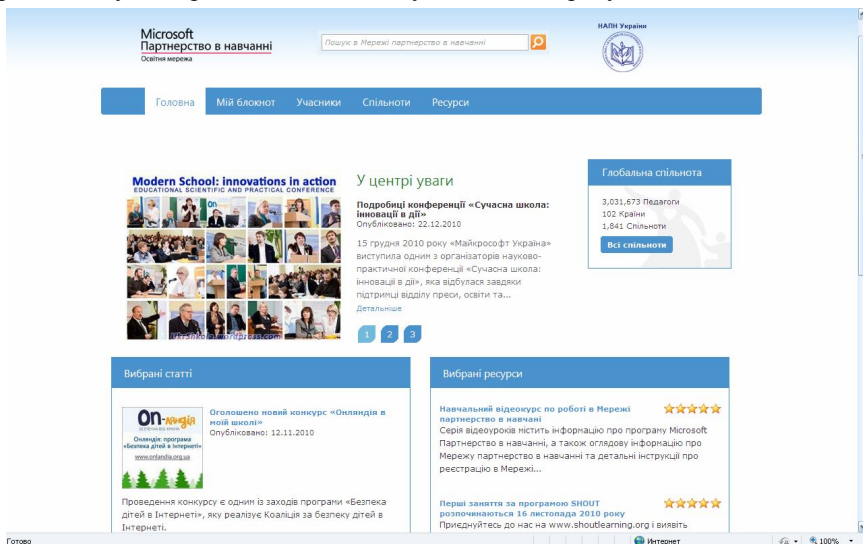 Microsoft
Партнерство в навчанні
Освітня мережа
Пошук в Мережі партнерство в навчанні
НАПН України
Головна
Мій блокнот
Учасники
Спільноти
Ресурси
Modern School: innovations in action
EDUCATIONAL SCIENTIFIC AND PRACTICAL CONFERENCE
У центрі уваги
Подробиці конференції «Сучасна школа:
інновації в дії»
Опубліковано: 22.12.2010
15 грудня 2010 року «Майкрософт Україна»
виступила одним з організаторів науково-
практичної конференції «Сучасна школа:
інновації в дії», яка відбулася завдяки
підтримці відділу преси, освіти та...
Детальніше
1 2 3
Глобальна спільнота
3,031,673 Педагоги
102 Країни
1,841 Спільноти
Всі спільноти
Вибрані статті
On-ляндія
Онляндія: програма
«Безпека дітей в Інтернеті»
www.onlandia.org.ua
Оголошено новий конкурс «Онляндія в
моїй школі»
Опубліковано: 12.11.2010
Проведення конкурсу є одним із заходів програми «Безпека
дітей в Інтернеті», яку реалізує Коаліція за безпеку дітей в
Інтернеті.
Вибрані ресурси
Навчальний відеокурс по роботі в Мережі
партнерство в навчані
Серія відеоуроків містить інформацію про програму Microsoft
Партнерство в навчанні, а також оглядову інформацію про
Мережу партнерство в навчанні та детальні інструкції про
реєстрацію в Мережі...
Перші заняття за програмою SHOUT
розпочинаються 16 листопада 2010 року
Приєднуйтесь до нас на www.shoutlearning.org і виявіть
Готово
Интернет
100%